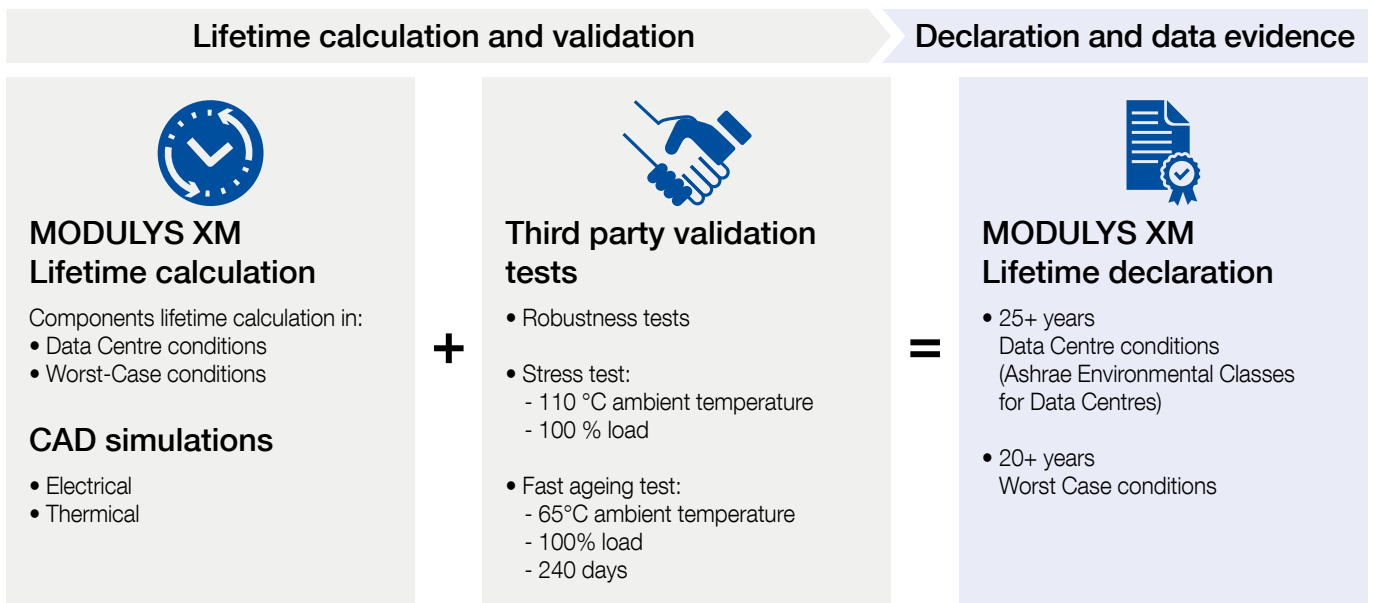 Lifetime calculation and validation
Declaration and data evidence
MODULYS XM
Lifetime calculation
Components lifetime calculation in:
• Data Centre conditions
• Worst-Case conditions
CAD simulations
• Electrical
• Thermical
+
Third party validation
tests
• Robustness tests
• Stress test:
- 110 °C ambient temperature
- 100 % load
• Fast ageing test:
- 65°C ambient temperature
- 100% load
- 240 days
=
MODULYS XM
Lifetime declaration
• 25+ years
Data Centre conditions
(Ashrae Environmental Classes
for Data Centres)
• 20+ years
Worst Case conditions